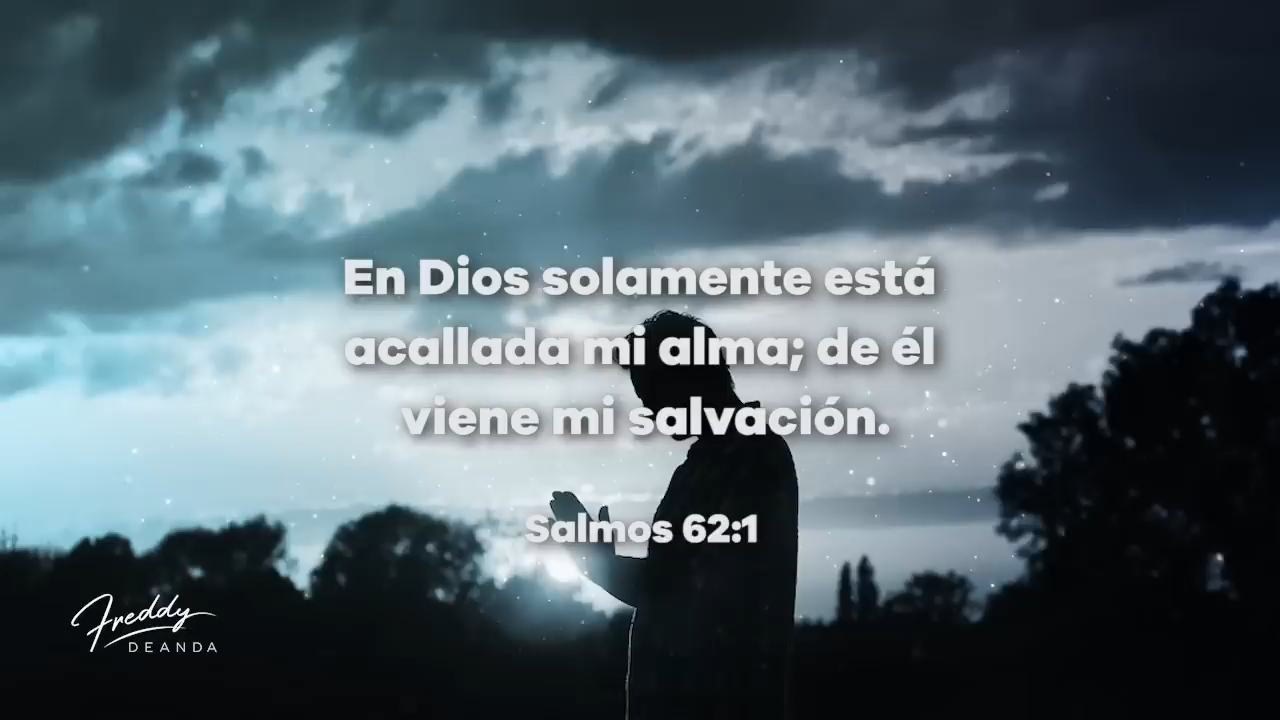 En Dios solamente está
acallada mi alma; de él
viene mi salvación.
Salmos 62:1
Freddy
DEANDA